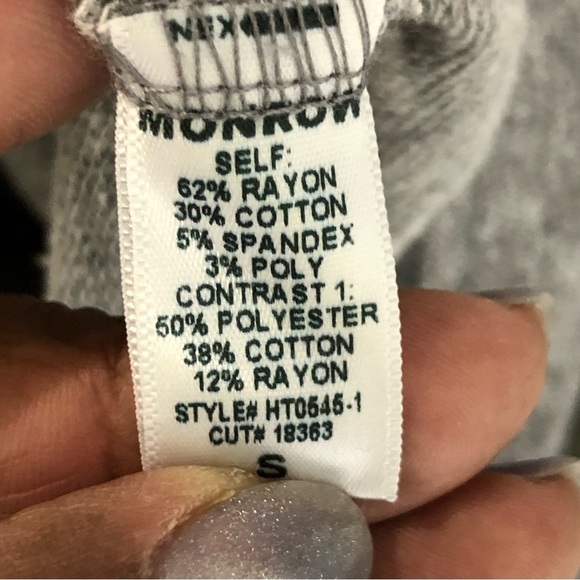 MONROW
SELF:
62% RAYON
30% COTTON
5% SPANDEX
3% POLY
CONTRAST 1:
50% POLYESTER
38% COTTON
12% RAYON
STYLE# HT0545-1
CUT# 18363
S